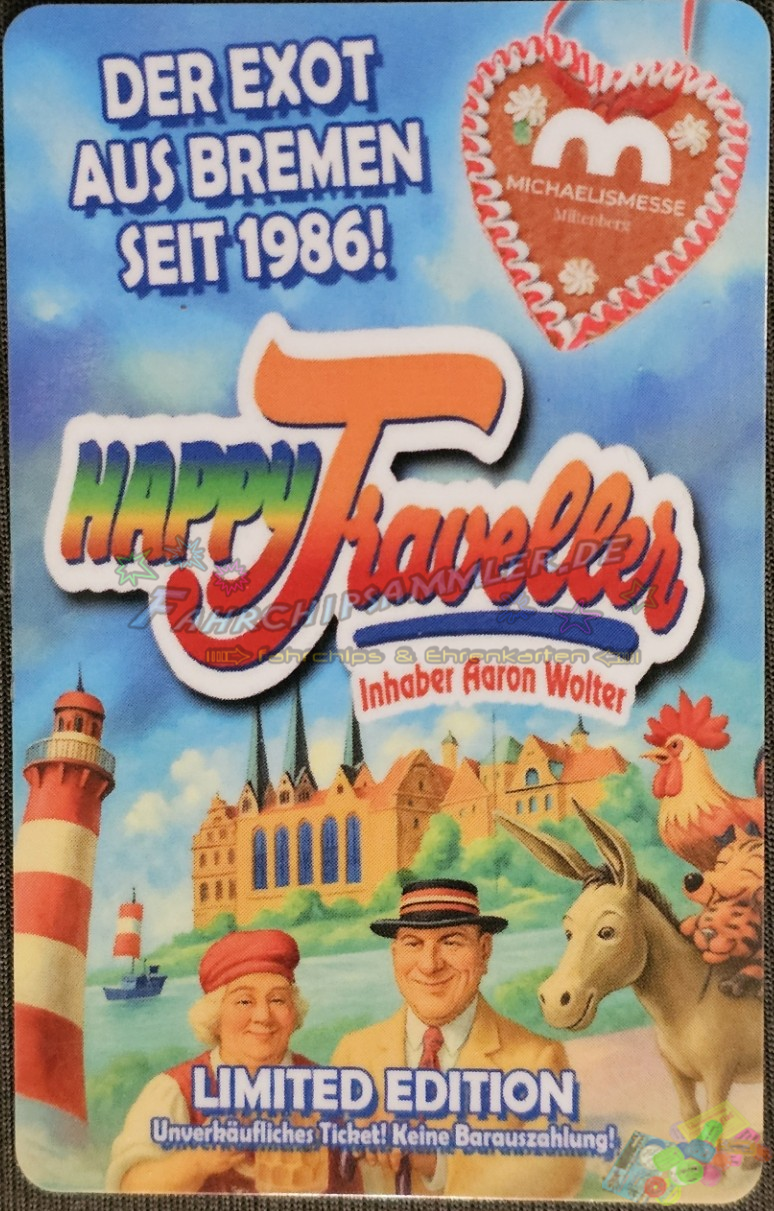 DER EXOT
AUS BREMEN
SEIT 1986!
MICHAELISMESSE
Miltenberg
HAPPY Traveller
FAHRCHIPSAMMLER.DE
Fahrchips & Ehrenkarten
Inhaber Aaron Wolter
LIMITED EDITION
Unverkäufliches Ticket! Keine Barauszahlung!